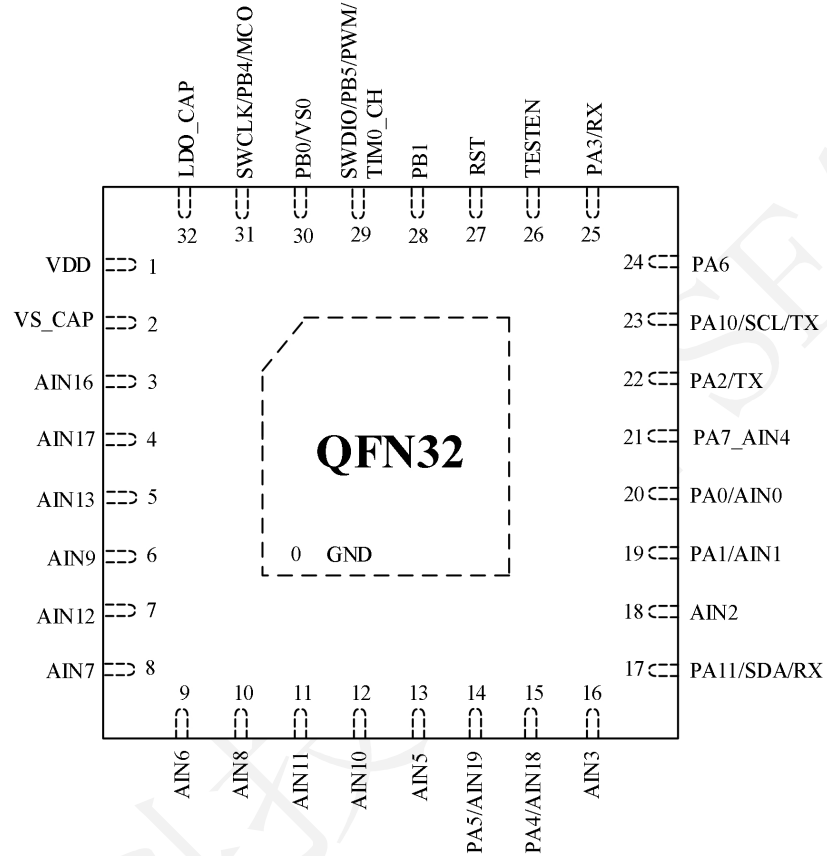 LDO_CAP
SWCLK/PB4/MCO
PB0/VS0
SWDIO/PB5/PWM/
TIM0_CH
PB1
RST
TESTEN
PA3/RX
32 31 30 29 28 27 26 25
VDD 1
VS_CAP 2
AIN16 3
AIN17 4
AIN13 5
AIN9 6
AIN12 7
AIN7 8
24 PA6
23 PA10/SCL/TX
22 PA2/TX
21 PA7_AIN4
20 PA0/AIN0
19 PA1/AIN1
18 AIN2
17 PA11/SDA/RX
QFN32
0 GND
9 10 11 12 13 14 15 16
AIN6
AIN8
AIN11
AIN10
AIN5
PA5/AIN19
PA4/AIN18
AIN3